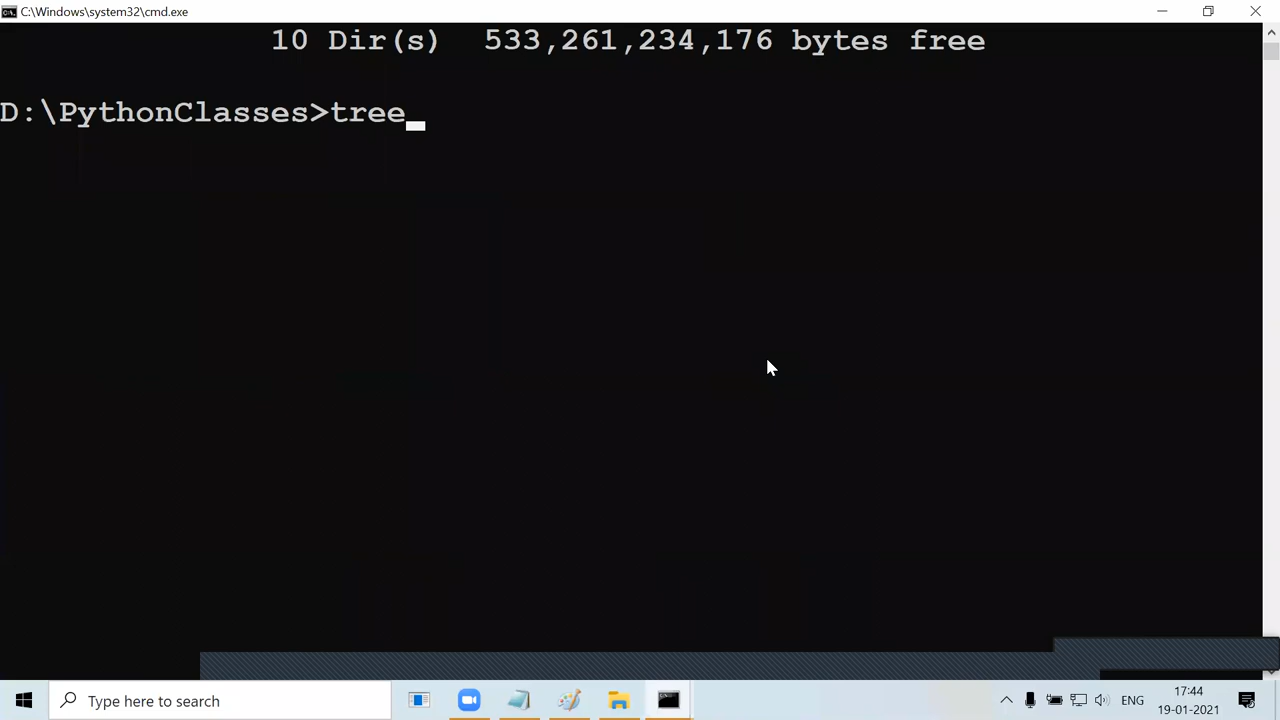 C:\Windows\system32\cmd.exe
10 Dir(s)  533,261,234,176 bytes free
D:\PythonClasses>tree
Type here to search
ENG
17:44
19-01-2021